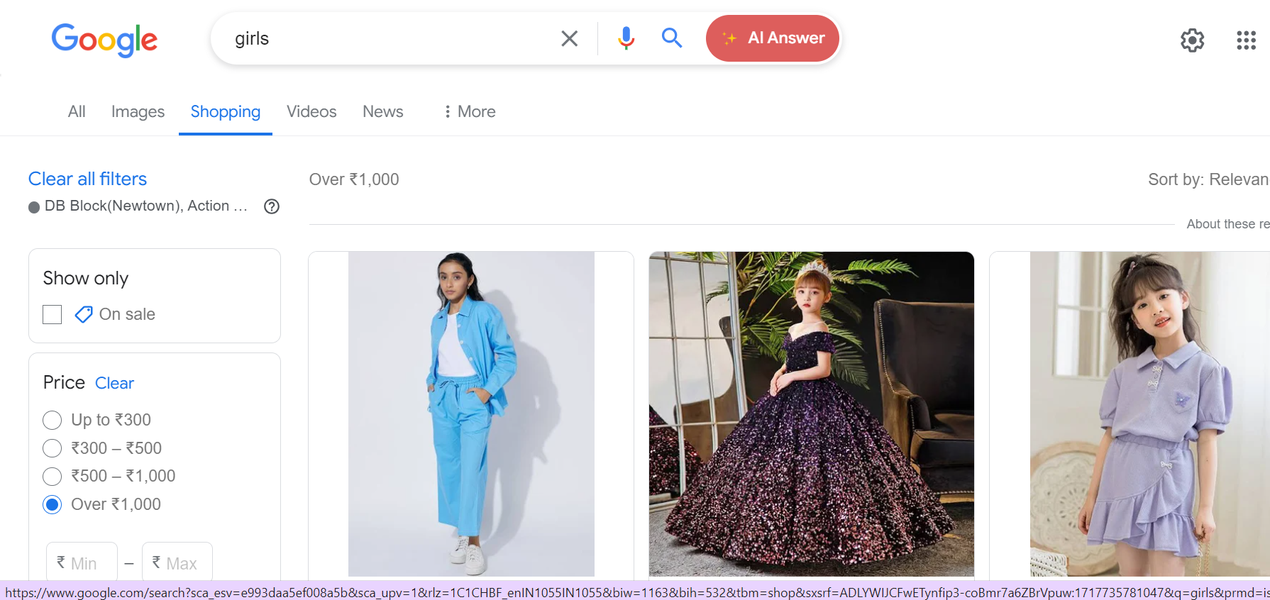 Google
girls
AI Answer
All Images Shopping Videos News More
Clear all filters
DB Block(Newtown), Action ...
Over ₹1,000
Sort by: Relevan
About these re
Show only
On sale
Price Clear
Up to ₹300
₹300 – ₹500
₹500 – ₹1,000
Over ₹1,000
₹ Min – ₹ Max
https://www.google.com/search?sca_esv=e993daa5ef008a5b&sca_upv=1&rlz=1C1CHBF_enIN1055IN1055&biw=1163&bih=532&tbm=shop&sxsrf=ADLYWIJCFwETynfip3-coBmr7a6ZBrVpuw:1717735781047&q=girls&prmd=is